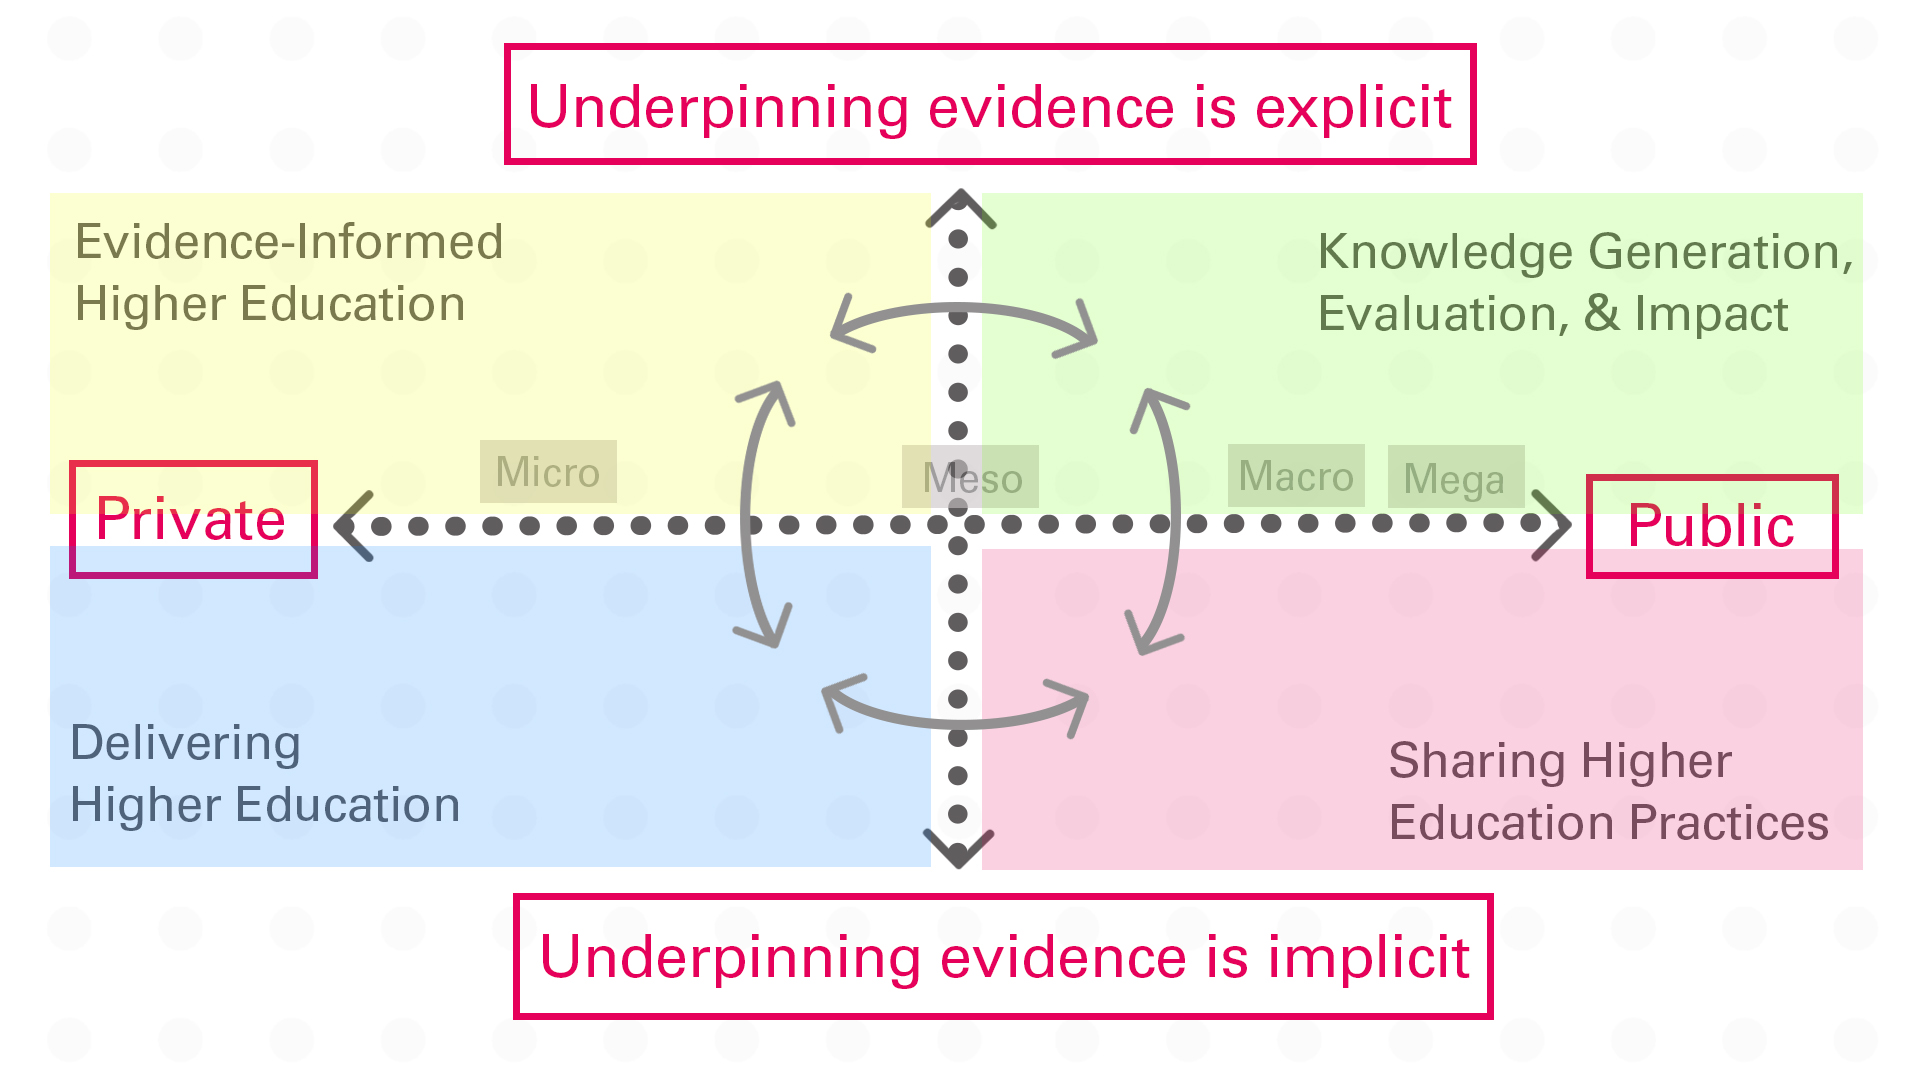 Underpinning evidence is explicit
Evidence-Informed
Higher Education
Knowledge Generation,
Evaluation, & Impact
Micro
Meso
Macro
Mega
Private
Public
Delivering
Higher Education
Sharing Higher
Education Practices
Underpinning evidence is implicit